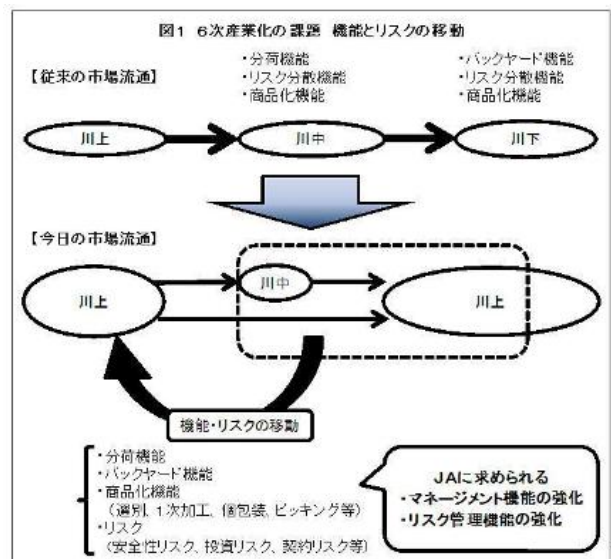 図1 6次産業化の課題 機能とリスクの移動
【従来の市場流通】
・分荷機能
・リスク分散機能
・商品化機能
・バックヤード機能
・リスク分散機能
・商品化機能
川上
川中
川下
【今日の市場流通】
川上
川中
川上
機能・リスクの移動
・分荷機能
・バックヤード機能
・商品化機能
(選別、1次加工、個包装、ピッキング等)
・リスク
(安全性リスク、投資リスク、契約リスク等)
JAに求められる
・マネージメント機能の強化
・リスク管理機能の強化